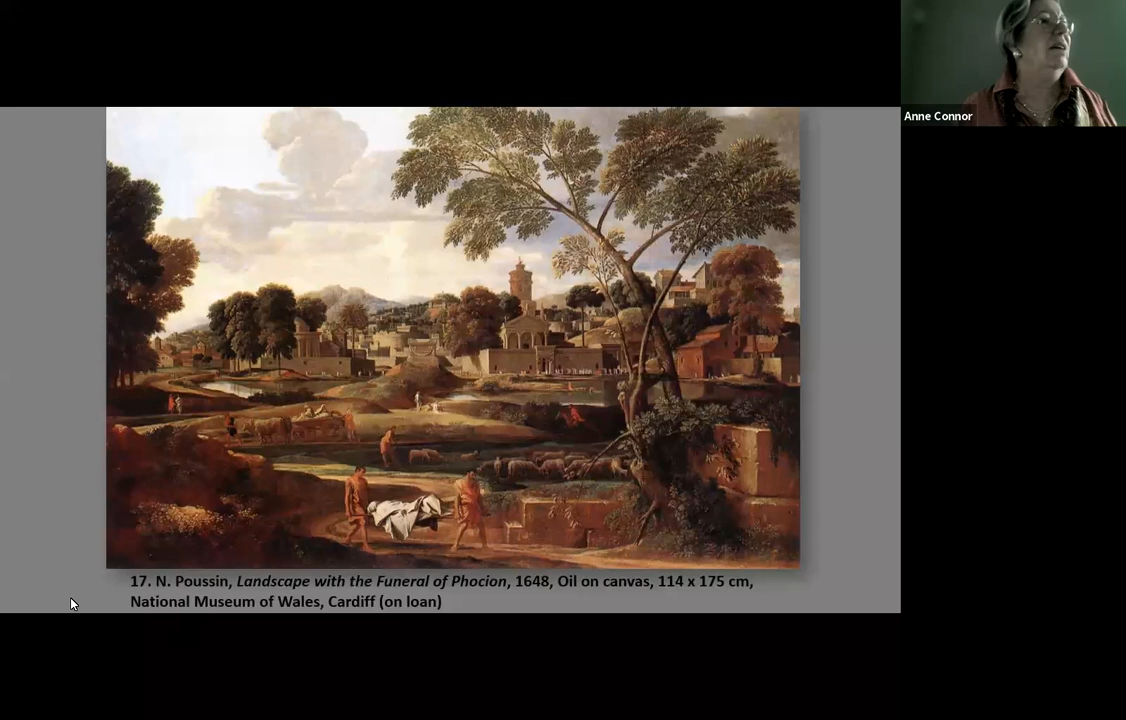 Anne Connor
17. N. Poussin, Landscape with the Funeral of Phocion, 1648, Oil on canvas, 114 x 175 cm,
National Museum of Wales, Cardiff (on loan)